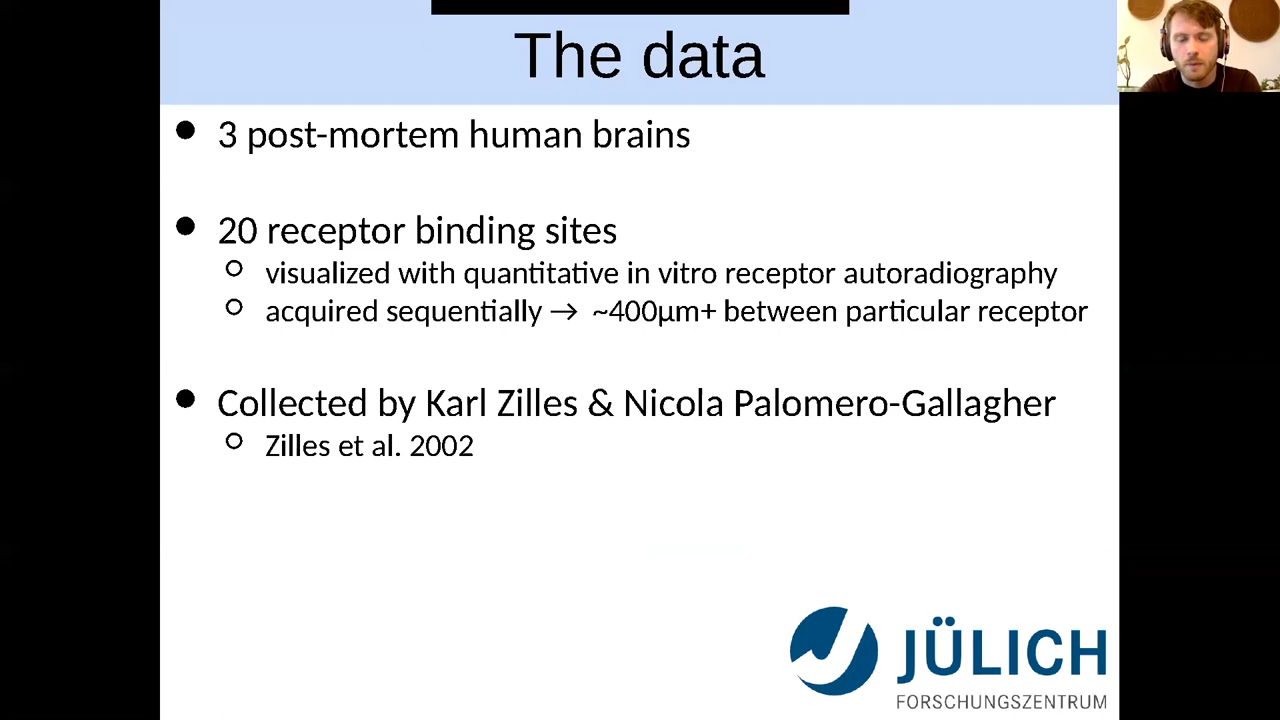 The data
3 post-mortem human brains
20 receptor binding sites
visualized with quantitative in vitro receptor autoradiography
acquired sequentially → ~400µm+ between particular receptor
Collected by Karl Zilles & Nicola Palomero-Gallagher
Zilles et al. 2002
JÜLICH
FORSCHUNGSZENTRUM